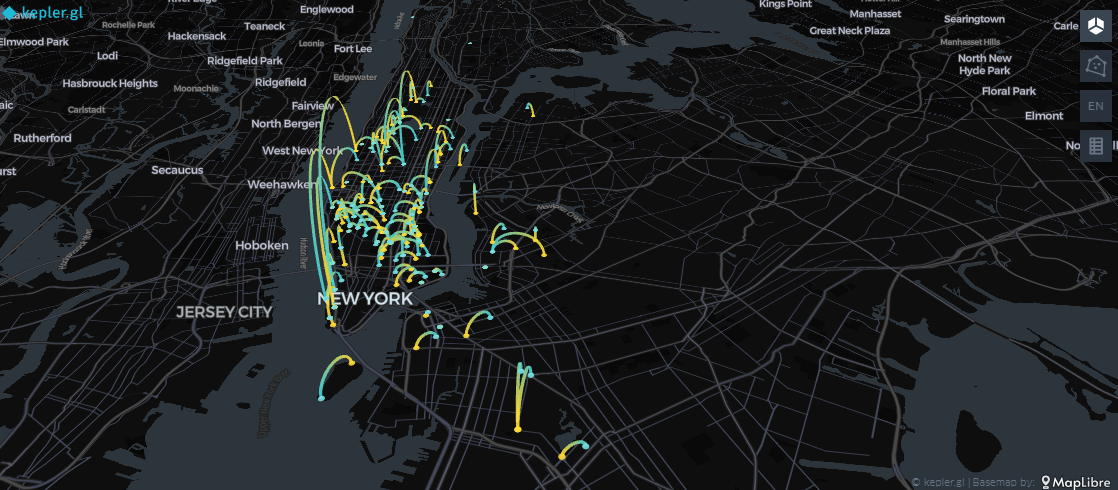 kepler.gl
Englewood
Kings Point
Manhasset
Rochelle Park
Teaneck
Searingtown
Hackensack
Great Neck Plaza
Carle
Elmwood Park
Leonia
Fort Lee
Manhasset Hills
Lodi
Ridgefield Park
North New
Hyde Park
Edgewater
Hasbrouck Heights
Ridgefield
Moonachie
Floral Park
EN
Fairview
Carlstadt
Elmont
North Bergen
Rutherford
West New York
Secaucus
Weehawken
Newtown Creek
Hoboken
NEW YORK
JERSEY CITY
© kepler.gl | Basemap by:
MapLibre